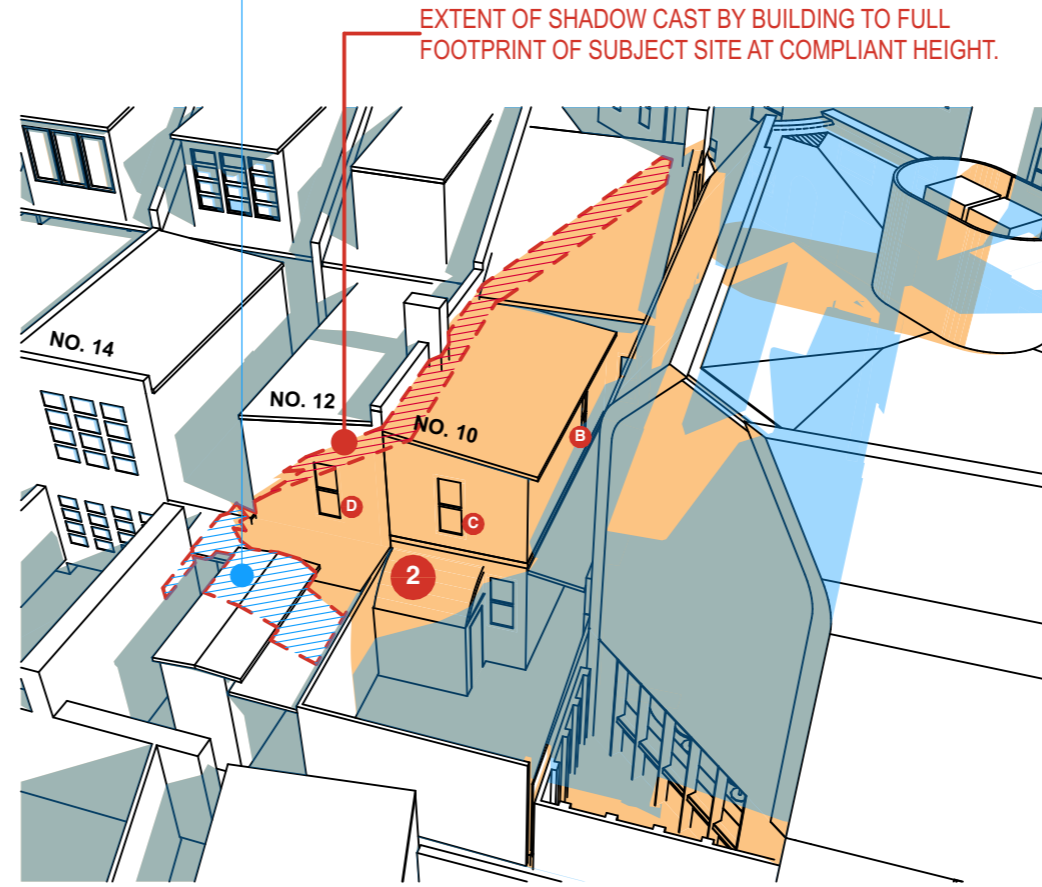 EXTENT OF SHADOW CAST BY BUILDING TO FULL
FOOTPRINT OF SUBJECT SITE AT COMPLIANT HEIGHT.
NO. 14
NO. 12
NO. 10
B
D
C
2